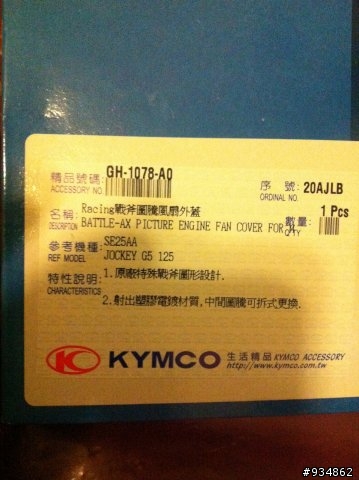 精品號碼: GH-1078-A0
ACCESSORY NO.
序 號: 20AJLB
ORDINAL NO.
名稱: Racing戰斧圖騰風扇外蓋
DESCRIPTION BATTLE-AX PICTURE ENGINE FAN COVER FOR
數量: 1 Pcs
Q'TY
參考機種: SE25AA
REF MODEL JOCKEY G5 125
特性說明: 1.原廠特殊戰斧圖形設計.
CHARACTERISTICS
2.射出塑膠電鍍材質,中間圖騰可拆式更換.
KYMCO 生活精品 KYMCO ACCESSORY
http://www.kymco.com.tw
#934862